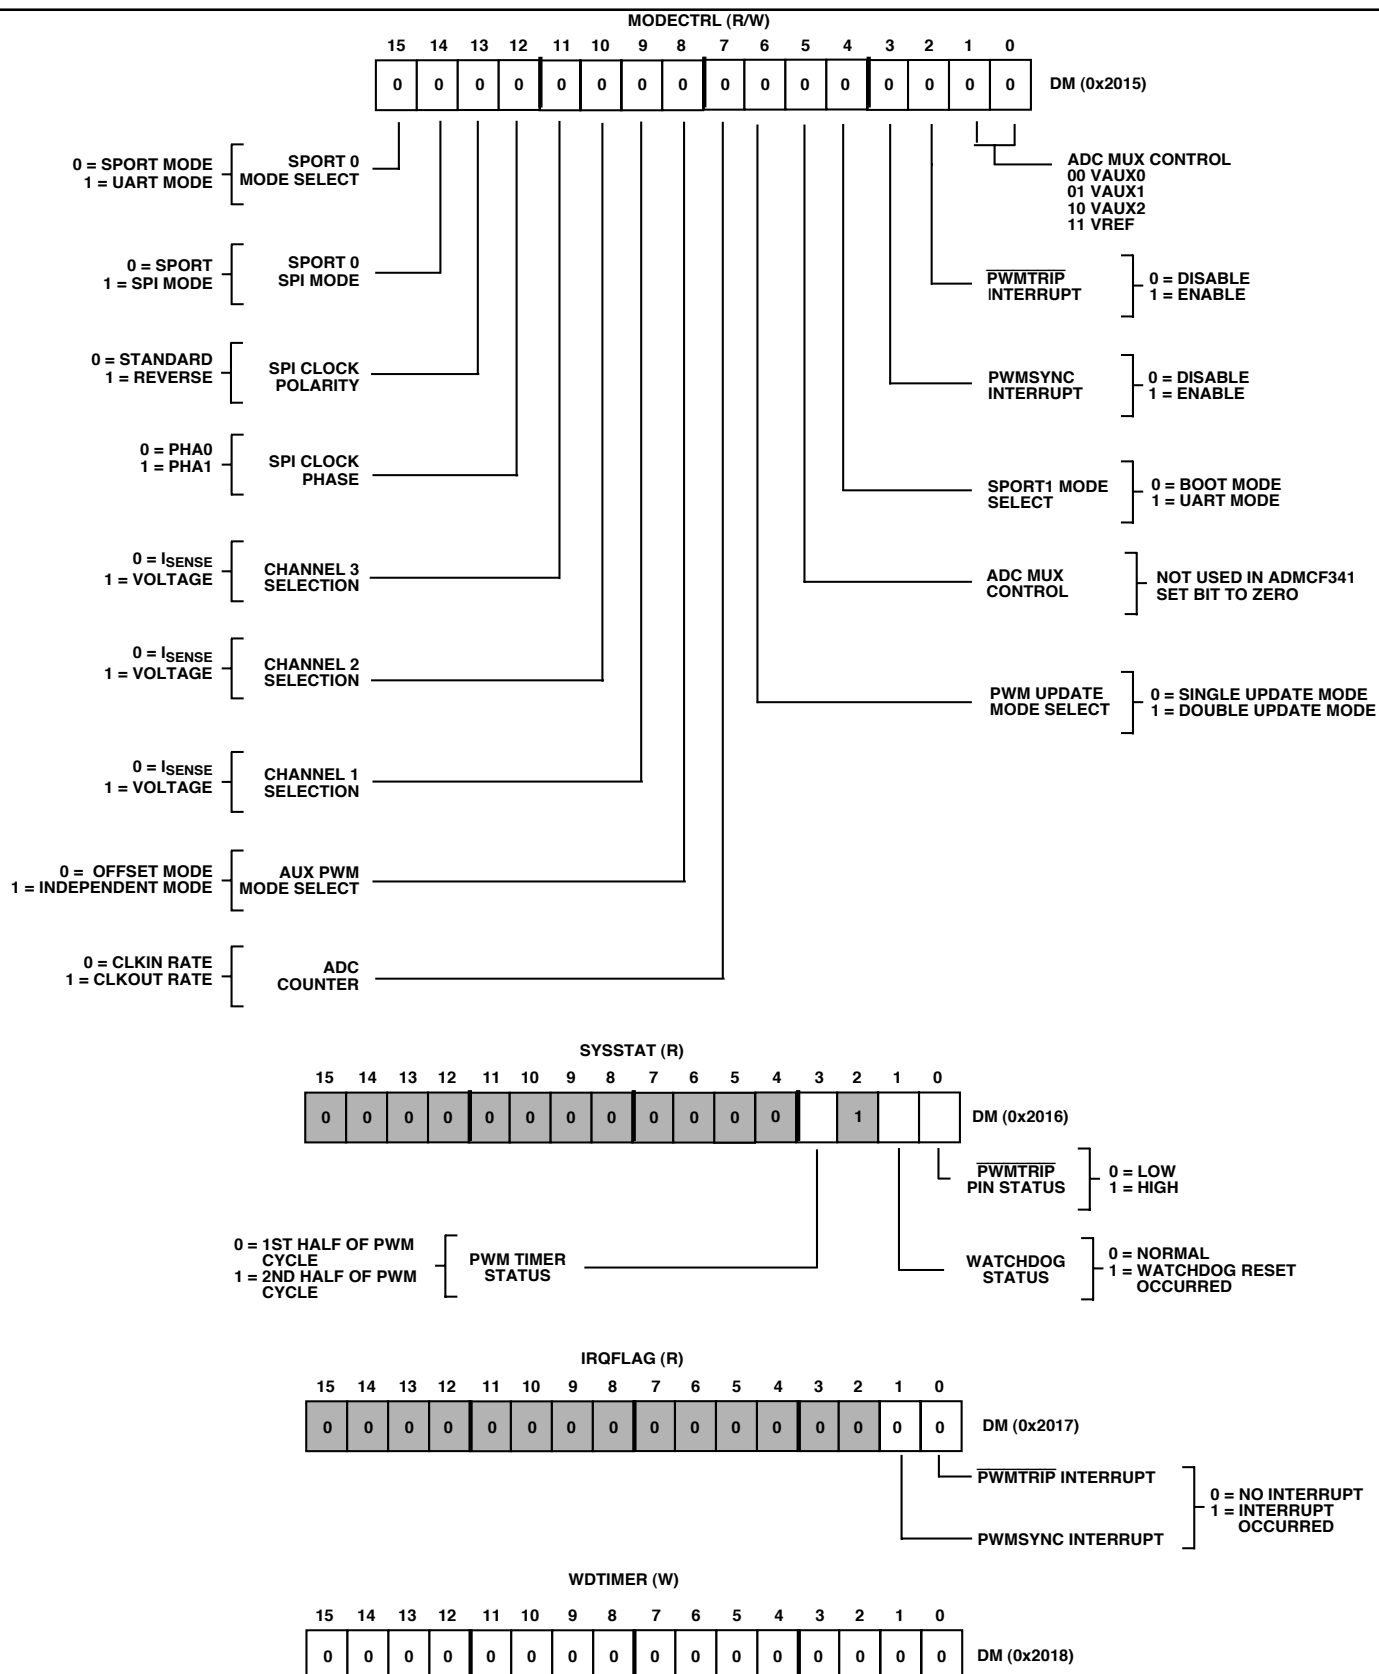 MODECTRL (R/W)
15 14 13 12 11 10 9 8 7 6 5 4 3 2 1 0
0 0 0 0 0 0 0 0 0 0 0 0 0 0 0 0 DM (0x2015)
0 = SPORT MODE
1 = UART MODE
SPORT 0
MODE SELECT
ADC MUX CONTROL
00 VAUX0
01 VAUX1
10 VAUX2
11 VREF
0 = SPORT
1 = SPI MODE
SPORT 0
SPI MODE
PWMTRIP
INTERRUPT
0 = DISABLE
1 = ENABLE
0 = STANDARD
1 = REVERSE
SPI CLOCK
POLARITY
PWMSYNC
INTERRUPT
0 = DISABLE
1 = ENABLE
0 = PHA0
1 = PHA1
SPI CLOCK
PHASE
SPORT1 MODE
SELECT
0 = BOOT MODE
1 = UART MODE
0 = ISENSE
1 = VOLTAGE
CHANNEL 3
SELECTION
ADC MUX
CONTROL
NOT USED IN ADMCF341
SET BIT TO ZERO
0 = ISENSE
1 = VOLTAGE
CHANNEL 2
SELECTION
PWM UPDATE
MODE SELECT
0 = SINGLE UPDATE MODE
1 = DOUBLE UPDATE MODE
0 = ISENSE
1 = VOLTAGE
CHANNEL 1
SELECTION
0 = OFFSET MODE
1 = INDEPENDENT MODE
AUX PWM
MODE SELECT
0 = CLKIN RATE
1 = CLKOUT RATE
ADC
COUNTER
SYSSTAT (R)
15 14 13 12 11 10 9 8 7 6 5 4 3 2 1 0
0 0 0 0 0 0 0 0 0 0 0 0 1 DM (0x2016)
PWMTRIP
PIN STATUS
0 = LOW
1 = HIGH
0 = 1ST HALF OF PWM
CYCLE
1 = 2ND HALF OF PWM
CYCLE
PWM TIMER
STATUS
WATCHDOG
STATUS
0 = NORMAL
1 = WATCHDOG RESET
OCCURRED
IRQFLAG (R)
15 14 13 12 11 10 9 8 7 6 5 4 3 2 1 0
0 0 0 0 0 0 0 0 0 0 0 0 0 0 0 0 DM (0x2017)
PWMTRIP INTERRUPT
PWMSYNC INTERRUPT
0 = NO INTERRUPT
1 = INTERRUPT
OCCURRED
WDTIMER (W)
15 14 13 12 11 10 9 8 7 6 5 4 3 2 1 0
0 0 0 0 0 0 0 0 0 0 0 0 0 0 0 0 DM (0x2018)